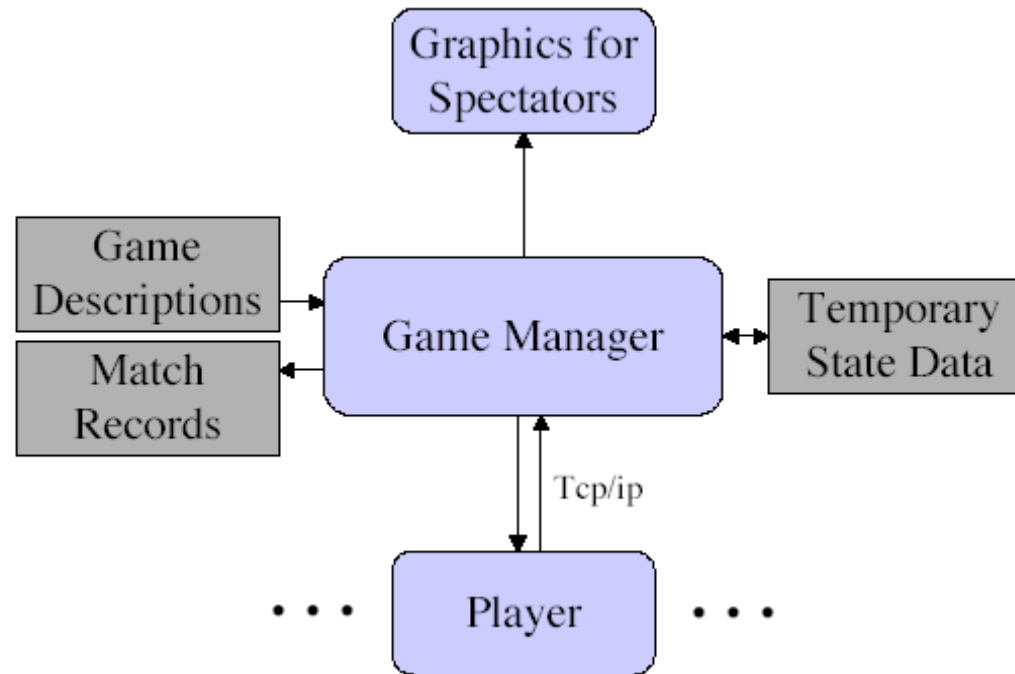 Graphics for
Spectators
Game
Descriptions
Match
Records
Game Manager
Temporary
State Data
Tcp/ip
Player